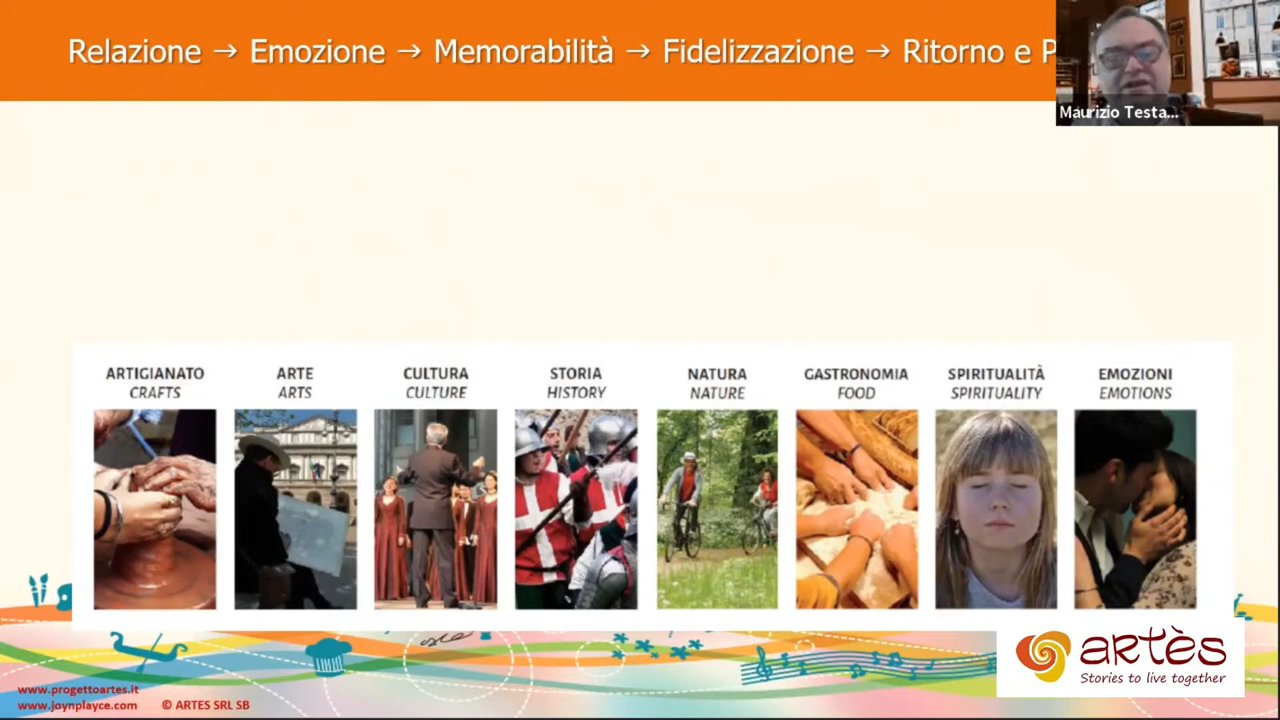 Relazione → Emozione → Memorabilità → Fidelizzazione → Ritorno e P
Maurizio Testa...
ARTIGIANATO
CRAFTS
ARTE
ARTS
CULTURA
CULTURE
STORIA
HISTORY
NATURA
NATURE
GASTRONOMIA
FOOD
SPIRITUALITÀ
SPIRITUALITY
EMOZIONI
EMOTIONS
artès
Stories to live together
www.progettoartes.it
www.joynplayce.com © ARTES SRL SB